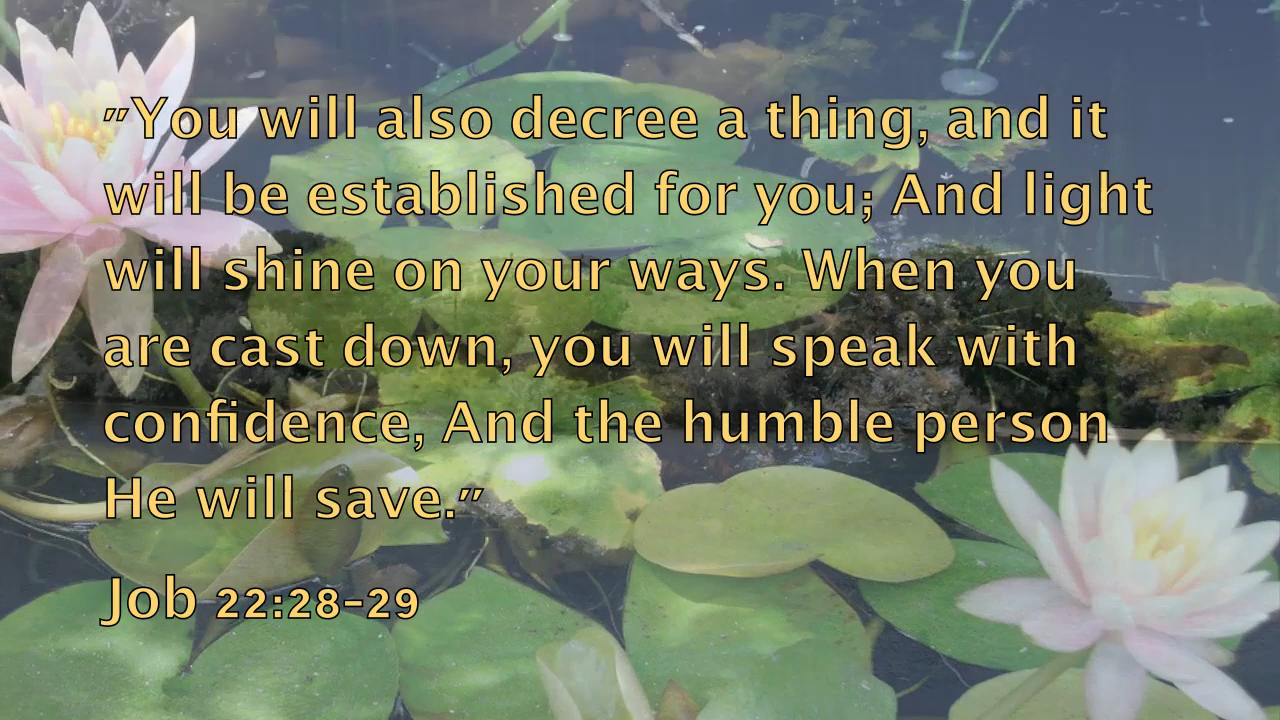 "You will also decree a thing, and it
will be established for you; And light
will shine on your ways. When you
are cast down, you will speak with
confidence, And the humble person
He will save."
Job 22:28-29